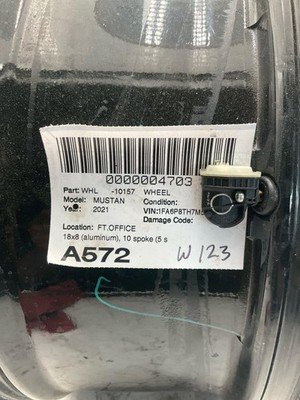 0000004703
Part: WHL -10157 WHEEL
Model: MUSTAN Condition:
Year: 2021 VIN:1FA6P8TH7M
Damage Code:
Location: FT.OFFICE
18x8 (aluminum), 10 spoke (5 s
A572 W 123